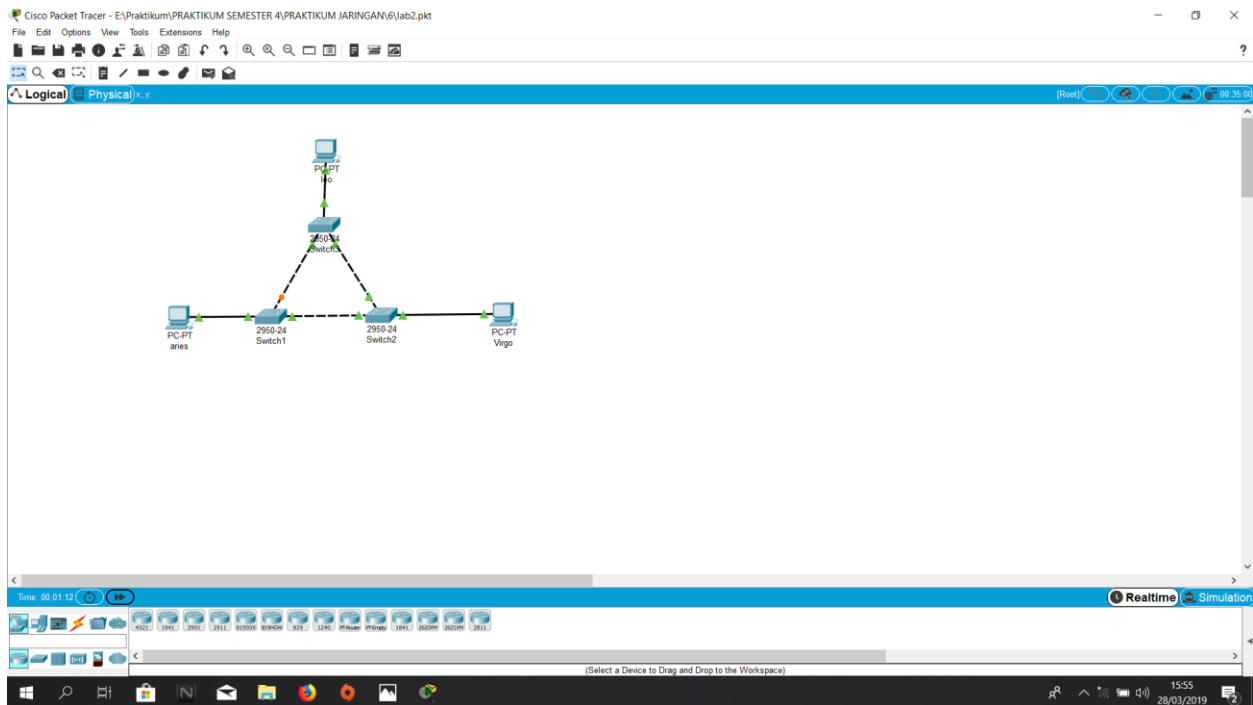 Cisco Packet Tracer - E:\Praktikum\PRAKTIKUM SEMESTER 4\PRAKTIKUM JARINGAN\6\lab2.pkt
File Edit Options View Tools Extensions Help
?
Logical Physical x:, y: [Root] 00:35:00
PC-PT
2950-24
PC-PT
aries
2950-24
Switch1
2950-24
Switch2
PC-PT
Virgo
Time: 00:01:12 Realtime Simulation
4321 1941 2901 2911 819IOX 819HGW 829 1240 PT-Router PT-Empty 1841 2620XM 2621XM 2811
(Select a Device to Drag and Drop to the Workspace)
15:55
28/03/2019
2